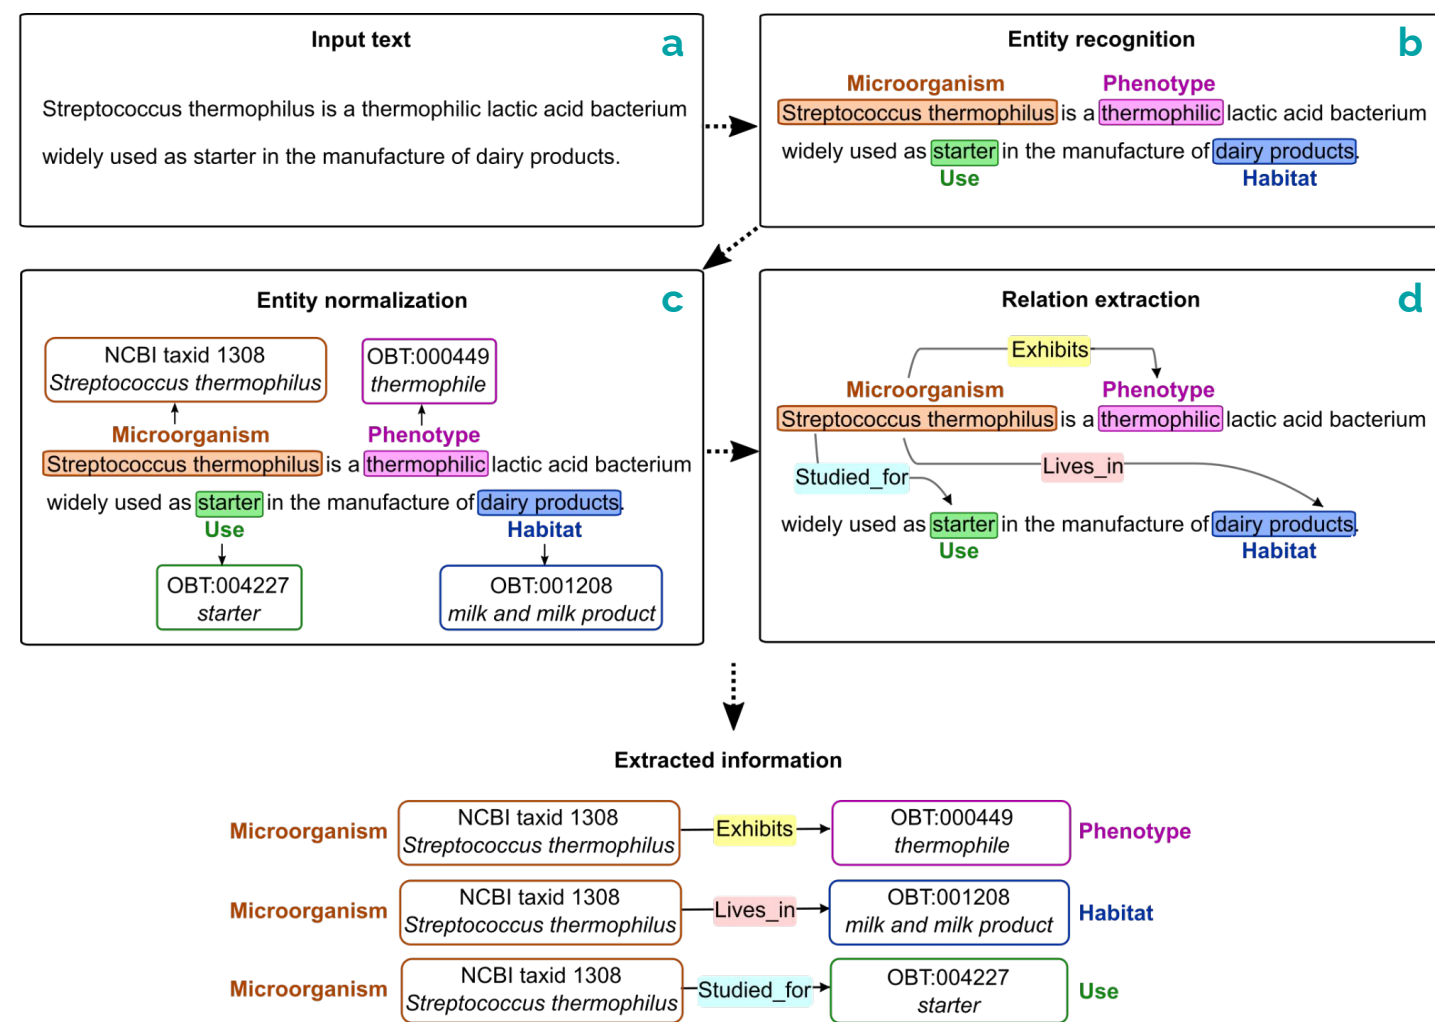 Input text
a
Streptococcus thermophilus is a thermophilic lactic acid bacterium
widely used as starter in the manufacture of dairy products.
Entity recognition
b
Microorganism Phenotype
Streptococcus thermophilus is a thermophilic lactic acid bacterium
widely used as starter in the manufacture of dairy products.
Use Habitat
Entity normalization
c
NCBI taxid 1308
Streptococcus thermophilus
OBT:000449
thermophile
Microorganism Phenotype
Streptococcus thermophilus is a thermophilic lactic acid bacterium
widely used as starter in the manufacture of dairy products.
Use Habitat
OBT:004227
starter
OBT:001208
milk and milk product
Relation extraction
d
Exhibits
Microorganism Phenotype
Streptococcus thermophilus is a thermophilic lactic acid bacterium
Studied_for
Lives_in
widely used as starter in the manufacture of dairy products.
Use Habitat
Extracted information
Microorganism
NCBI taxid 1308
Streptococcus thermophilus
Exhibits
OBT:000449
thermophile
Phenotype
Microorganism
NCBI taxid 1308
Streptococcus thermophilus
Lives_in
OBT:001208
milk and milk product
Habitat
Microorganism
NCBI taxid 1308
Streptococcus thermophilus
Studied_for
OBT:004227
starter
Use